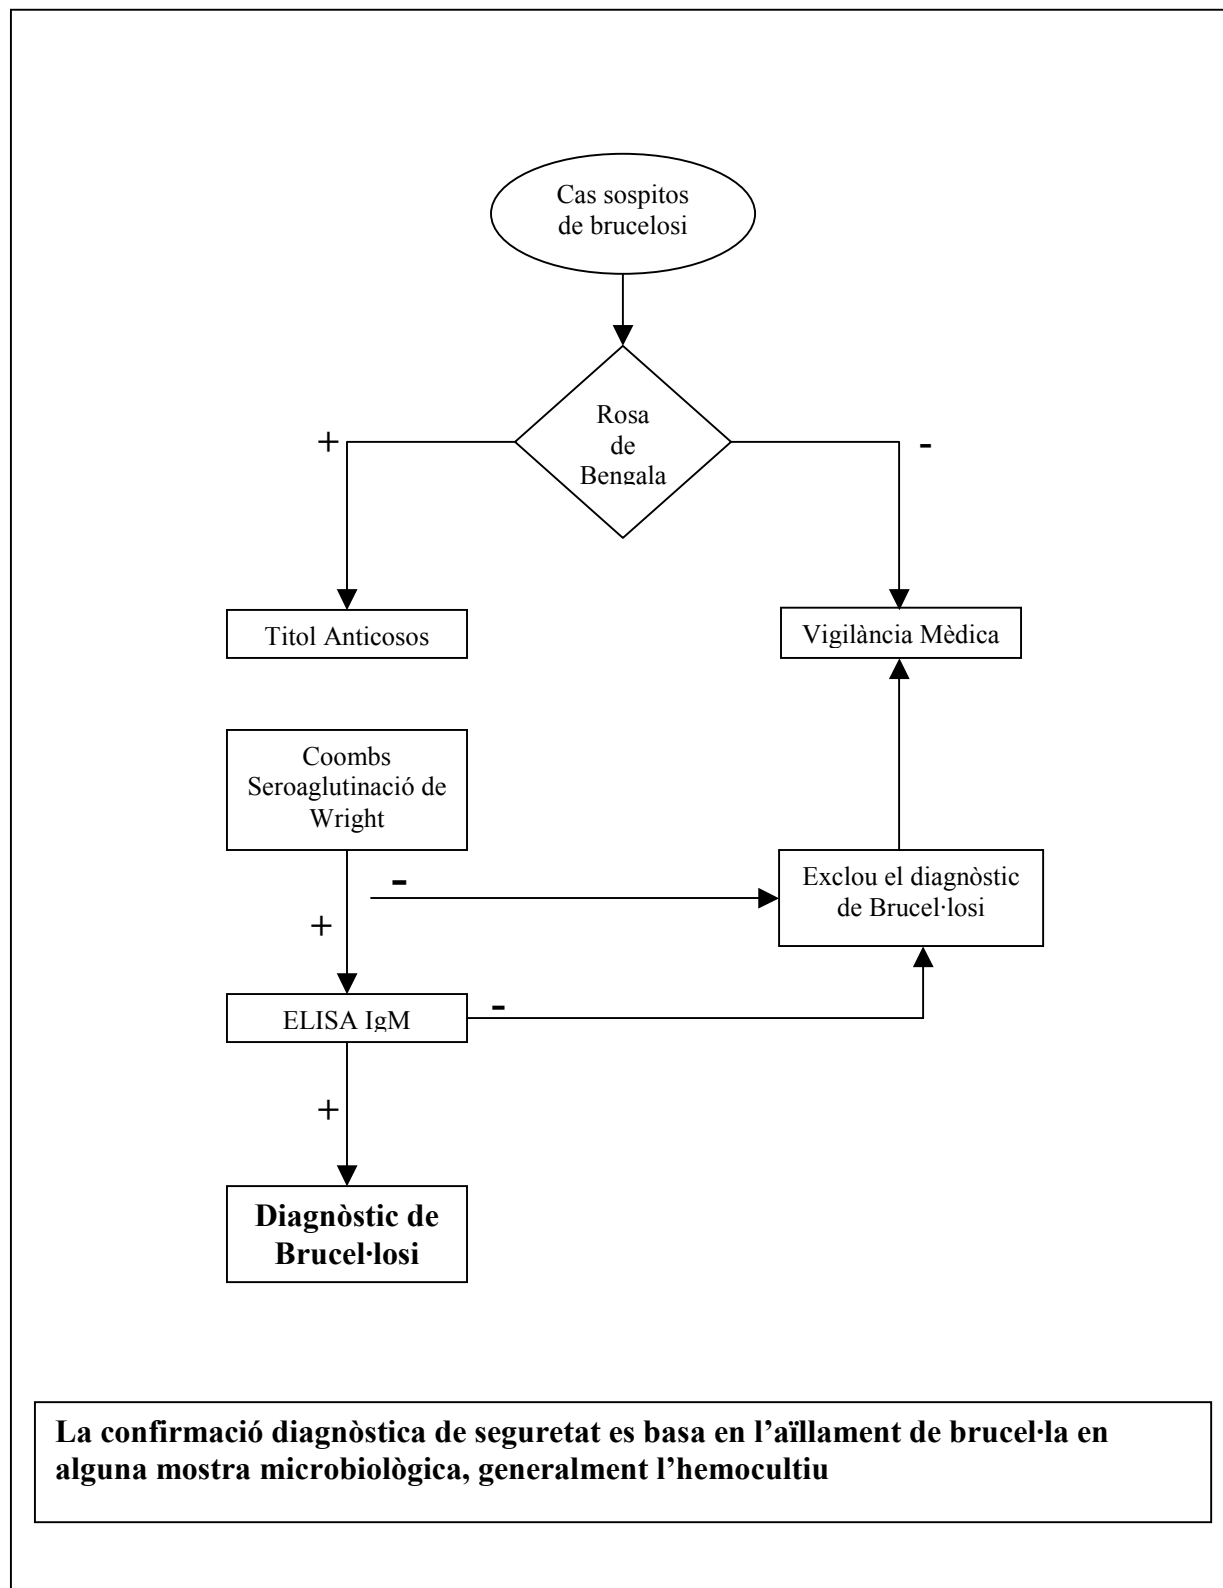 Cas sospitos
de brucelosi
Rosa
de
Bengala
+
-
Titol Anticosos
Vigilància Mèdica
Coombs
Seroaglutinació de
Wright
-
Exclou el diagnòstic
de Brucel·losi
+
ELISA IgM
-
+
Diagnòstic de
Brucel·losi
La confirmació diagnòstica de seguretat es basa en l’aïllament de brucel·la en
alguna mostra microbiològica, generalment l’hemocultiu